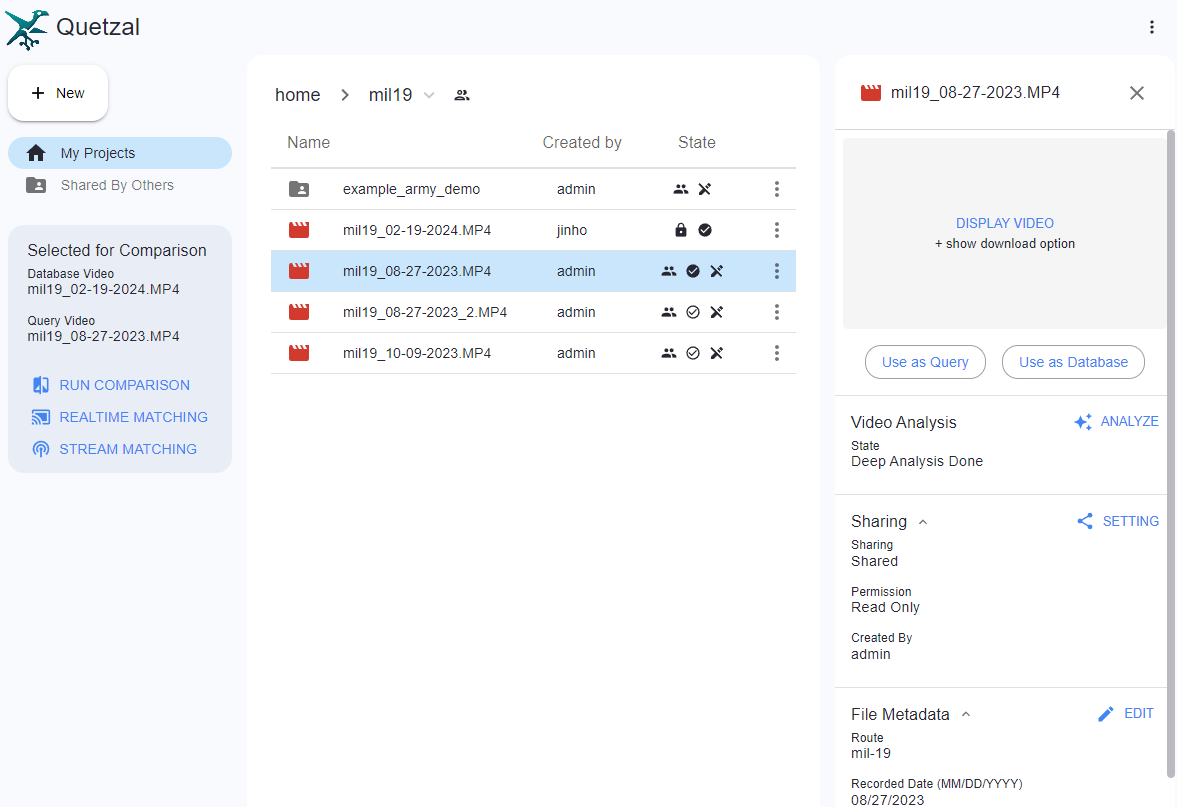 Quetzal
New
My Projects
Shared By Others
Selected for Comparison
Database Video
mil19_02-19-2024.MP4
Query Video
mil19_08-27-2023.MP4
RUN COMPARISON
REALTIME MATCHING
STREAM MATCHING
home mil19
Name Created by State
example_army_demo admin
mil19_02-19-2024.MP4 jinho
mil19_08-27-2023.MP4 admin
mil19_08-27-2023_2.MP4 admin
mil19_10-09-2023.MP4 admin
mil19_08-27-2023.MP4
DISPLAY VIDEO
+ show download option
Use as Query Use as Database
Video Analysis ANALYZE
State
Deep Analysis Done
Sharing SETTING
Sharing
Shared
Permission
Read Only
Created By
admin
File Metadata EDIT
Route
mil-19
Recorded Date (MM/DD/YYYY)
08/27/2023